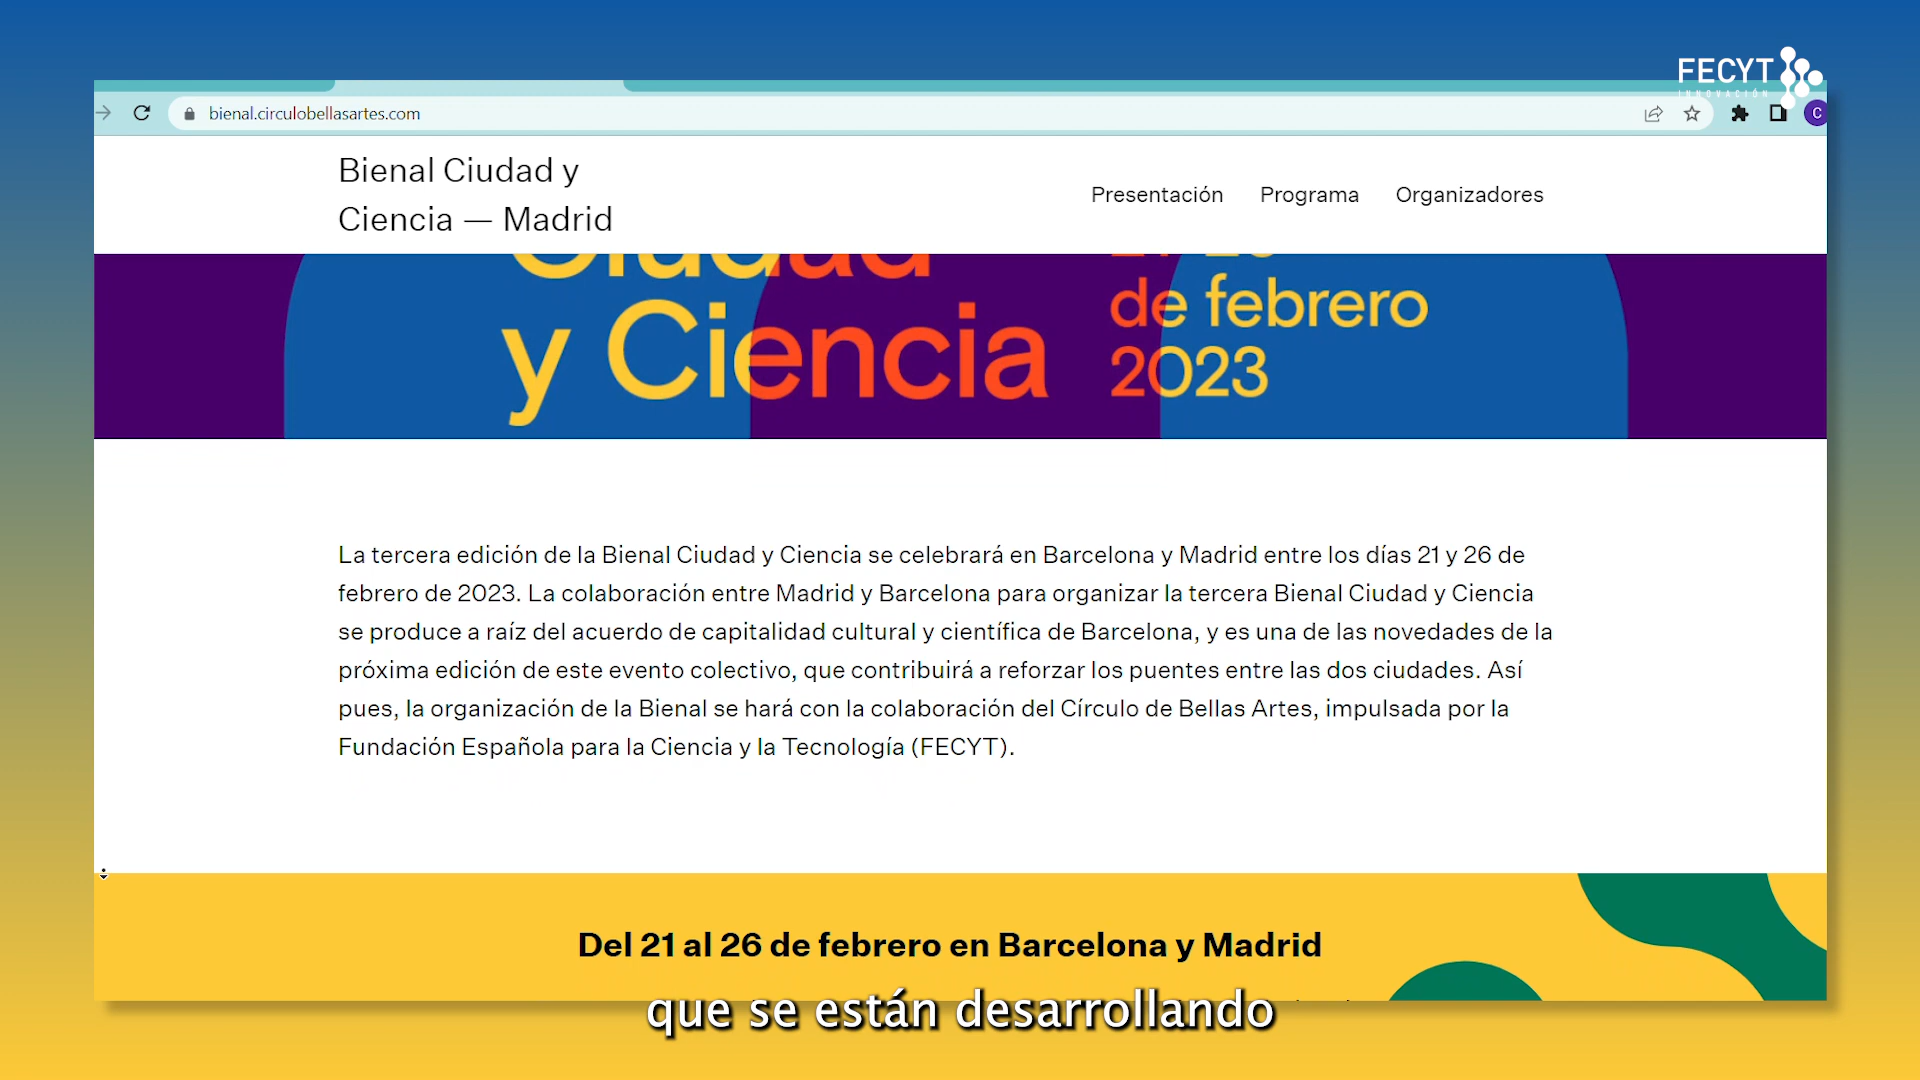 FECYT
INNOVACIÓN
bienal.circulobellasartes.com
C
Bienal Ciudad y
Ciencia — Madrid
Presentación
Programa
Organizadores
Ciudad
y Ciencia
de febrero
2023
La tercera edición de la Bienal Ciudad y Ciencia se celebrará en Barcelona y Madrid entre los días 21 y 26 de
febrero de 2023. La colaboración entre Madrid y Barcelona para organizar la tercera Bienal Ciudad y Ciencia
se produce a raíz del acuerdo de capitalidad cultural y científica de Barcelona, y es una de las novedades de la
próxima edición de este evento colectivo, que contribuirá a reforzar los puentes entre las dos ciudades. Así
pues, la organización de la Bienal se hará con la colaboración del Círculo de Bellas Artes, impulsada por la
Fundación Española para la Ciencia y la Tecnología (FECYT).
Del 21 al 26 de febrero en Barcelona y Madrid
que se están desarrollando